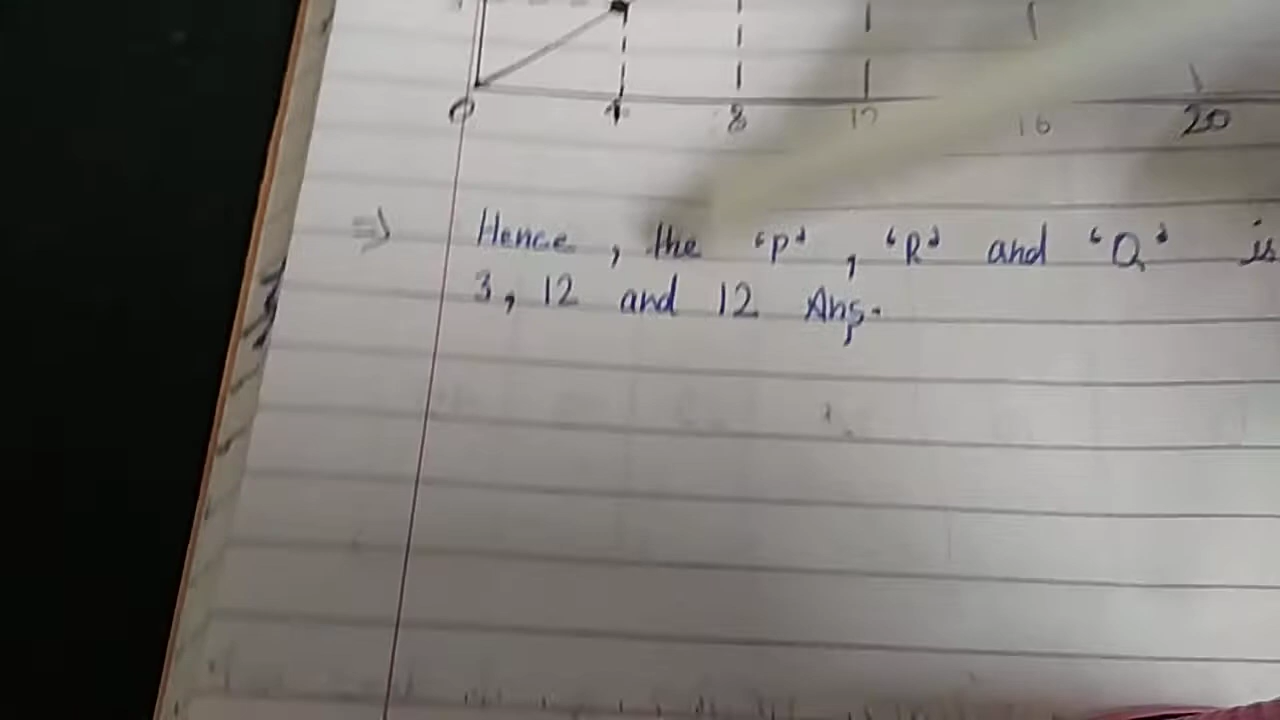 0 4 8 12 16 20
⇒ Hence, the 'P', 'R' and 'Q' is
3, 12 and 12 Ans.